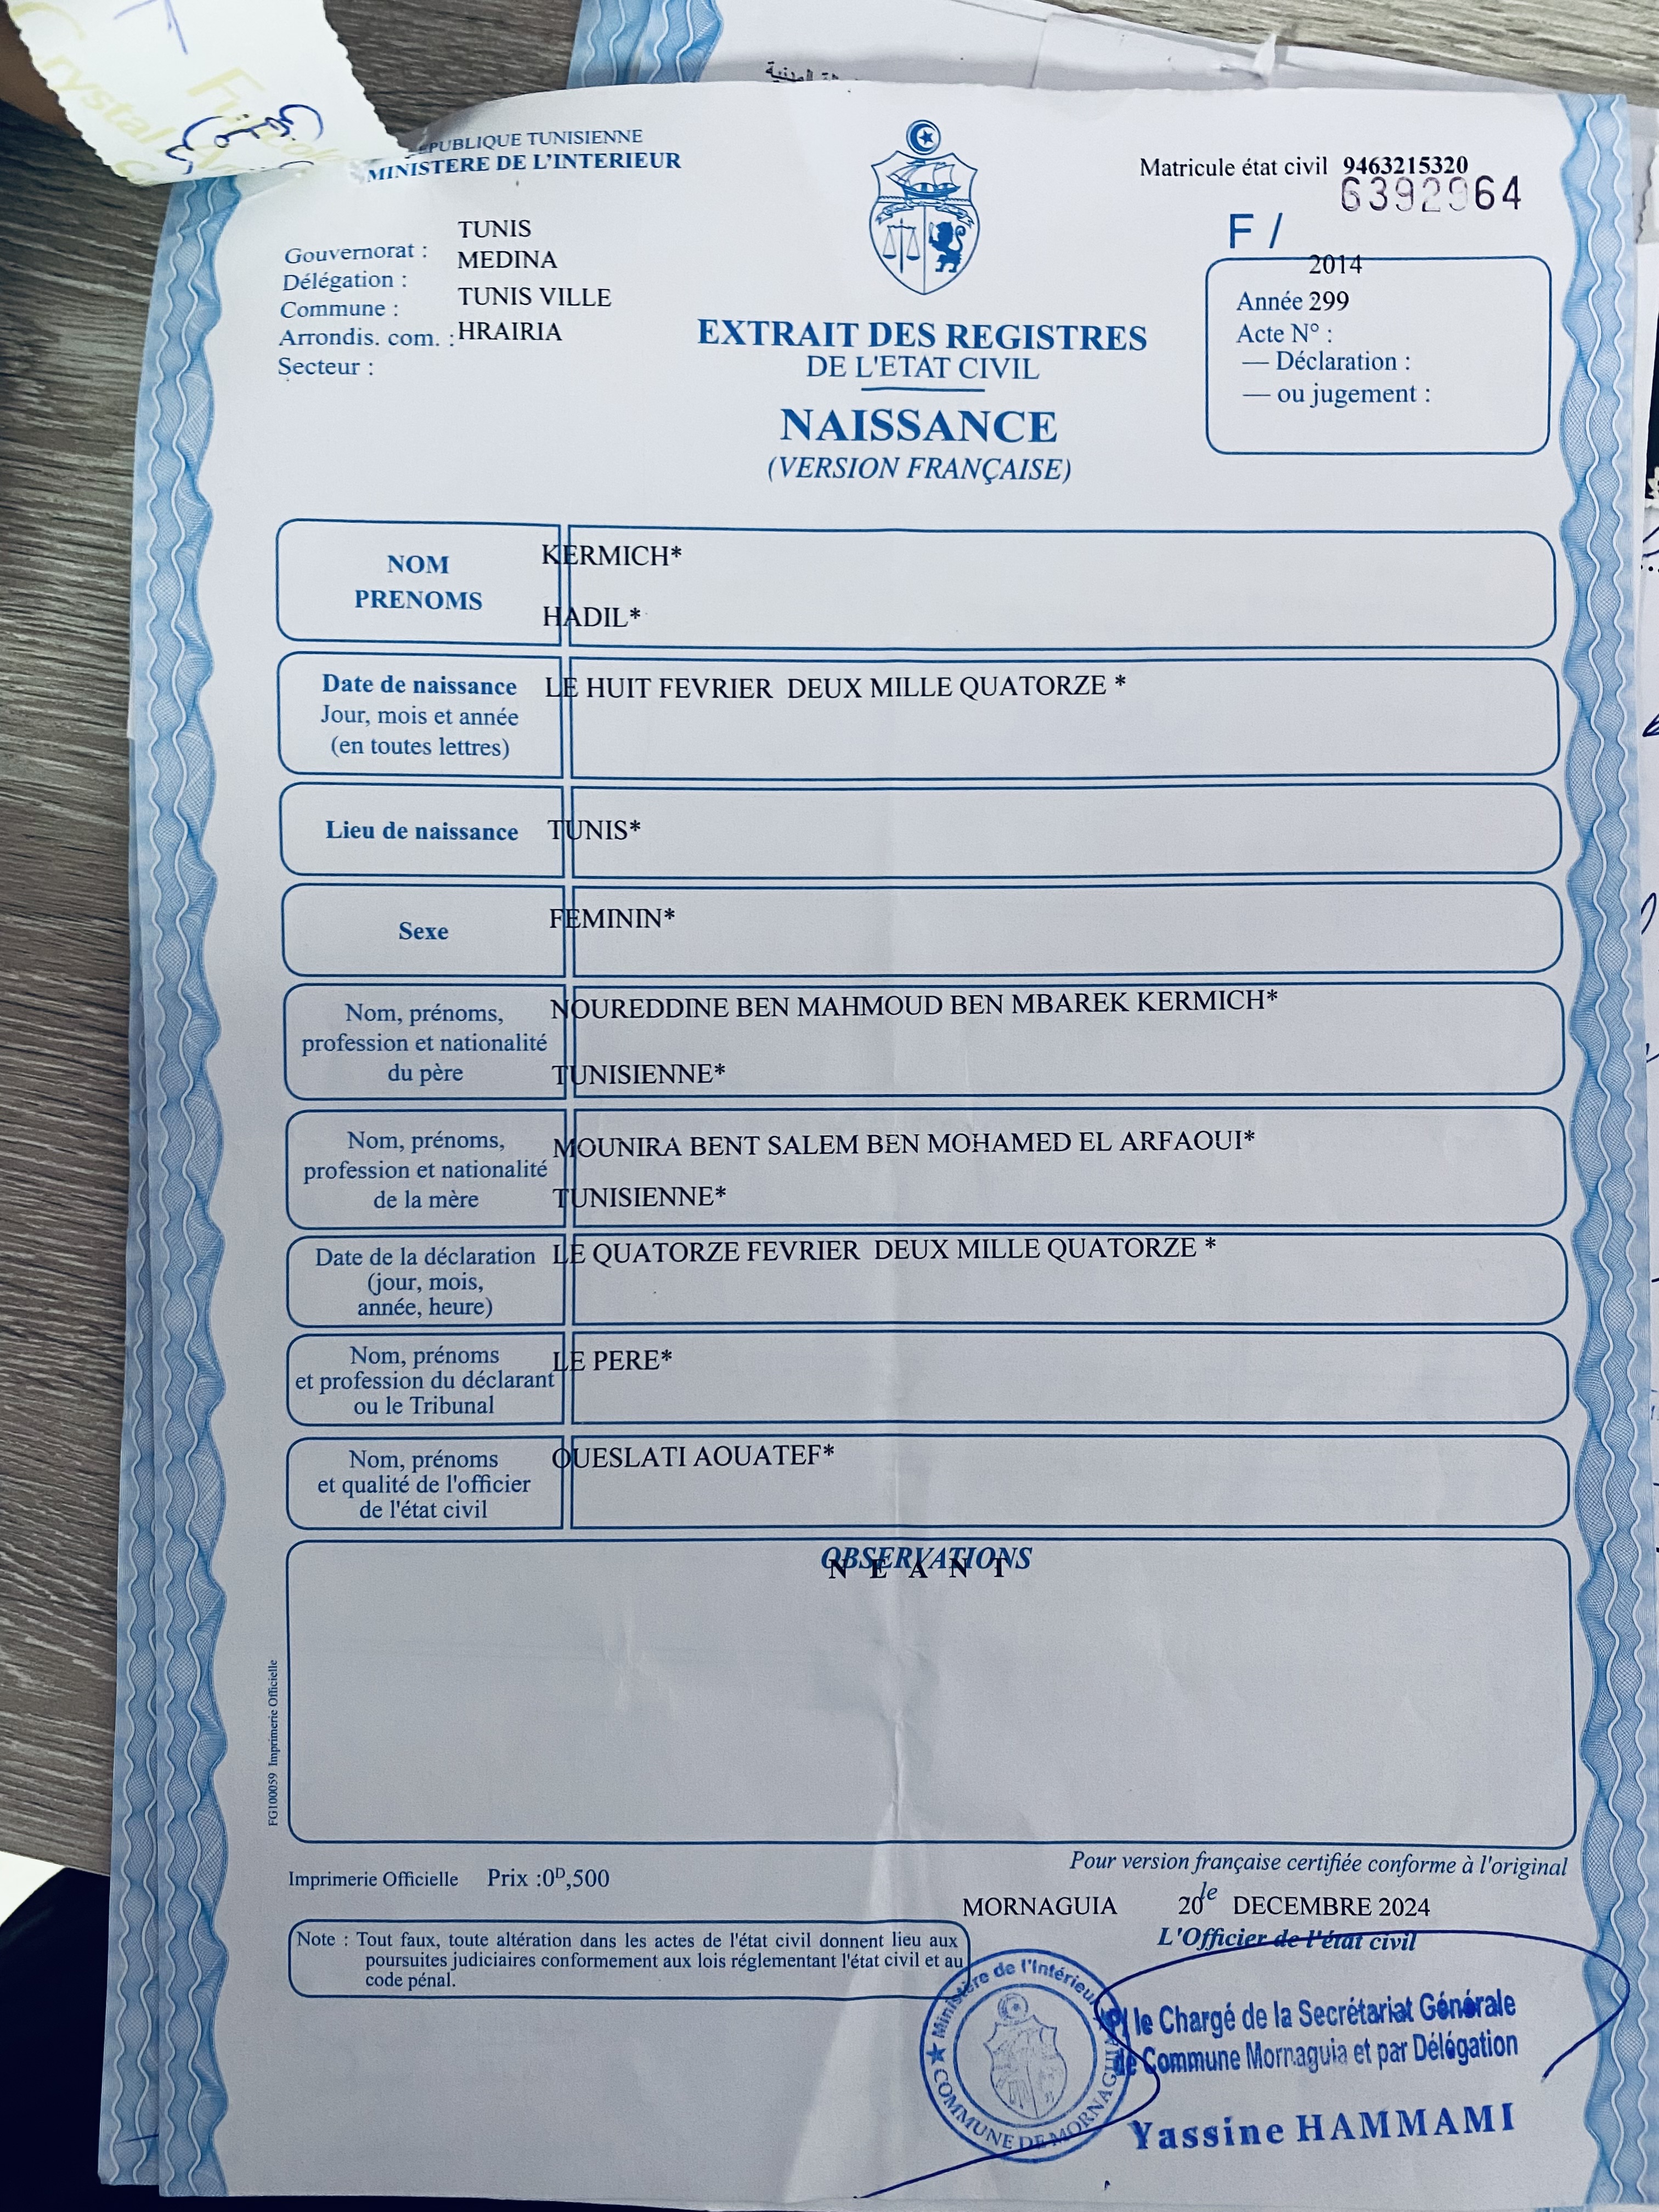 Crystal
REPUBLIQUE TUNISIENNE
MINISTERE DE L'INTERIEUR
Gouvernorat : TUNIS
Délégation : MEDINA
Commune : TUNIS VILLE
Arrondis. com. : HRAIRIA
Secteur :
Matricule état civil 9463215320
6392964
F /
2014
Année 299
Acte N° :
— Déclaration :
— ou jugement :
EXTRAIT DES REGISTRES
DE L'ETAT CIVIL
NAISSANCE
(VERSION FRANÇAISE)
NOM KERMICH*
PRENOMS HADIL*
Date de naissance LE HUIT FEVRIER DEUX MILLE QUATORZE *
Jour, mois et année
(en toutes lettres)
Lieu de naissance TUNIS*
Sexe FEMININ*
Nom, prénoms, NOUREDDINE BEN MAHMOUD BEN MBAREK KERMICH*
profession et nationalité
du père TUNISIENNE*
Nom, prénoms, MOUNIRA BENT SALEM BEN MOHAMED EL ARFAOUI*
profession et nationalité
de la mère TUNISIENNE*
Date de la déclaration LE QUATORZE FEVRIER DEUX MILLE QUATORZE *
(jour, mois,
année, heure)
Nom, prénoms LE PERE*
et profession du déclarant
ou le Tribunal
Nom, prénoms OUESLATI AOUATEF*
et qualité de l'officier
de l'état civil
OBSERVATIONS
N E A N T
FG100059 Imprimerie Officielle
Imprimerie Officielle Prix :0D,500
Pour version française certifiée conforme à l'original
MORNAGUIA le 20 DECEMBRE 2024
L'Officier de l'état civil
Note : Tout faux, toute altération dans les actes de l'état civil donnent lieu aux
poursuites judiciaires conformement aux lois réglementant l'état civil et au
code pénal.
Ministère de l'Intérieur
COMMUNE DE MORNAGUIA
P/ le Chargé de la Secrétariat Générale
de Commune Mornaguia et par Délégation
Yassine HAMMAMI